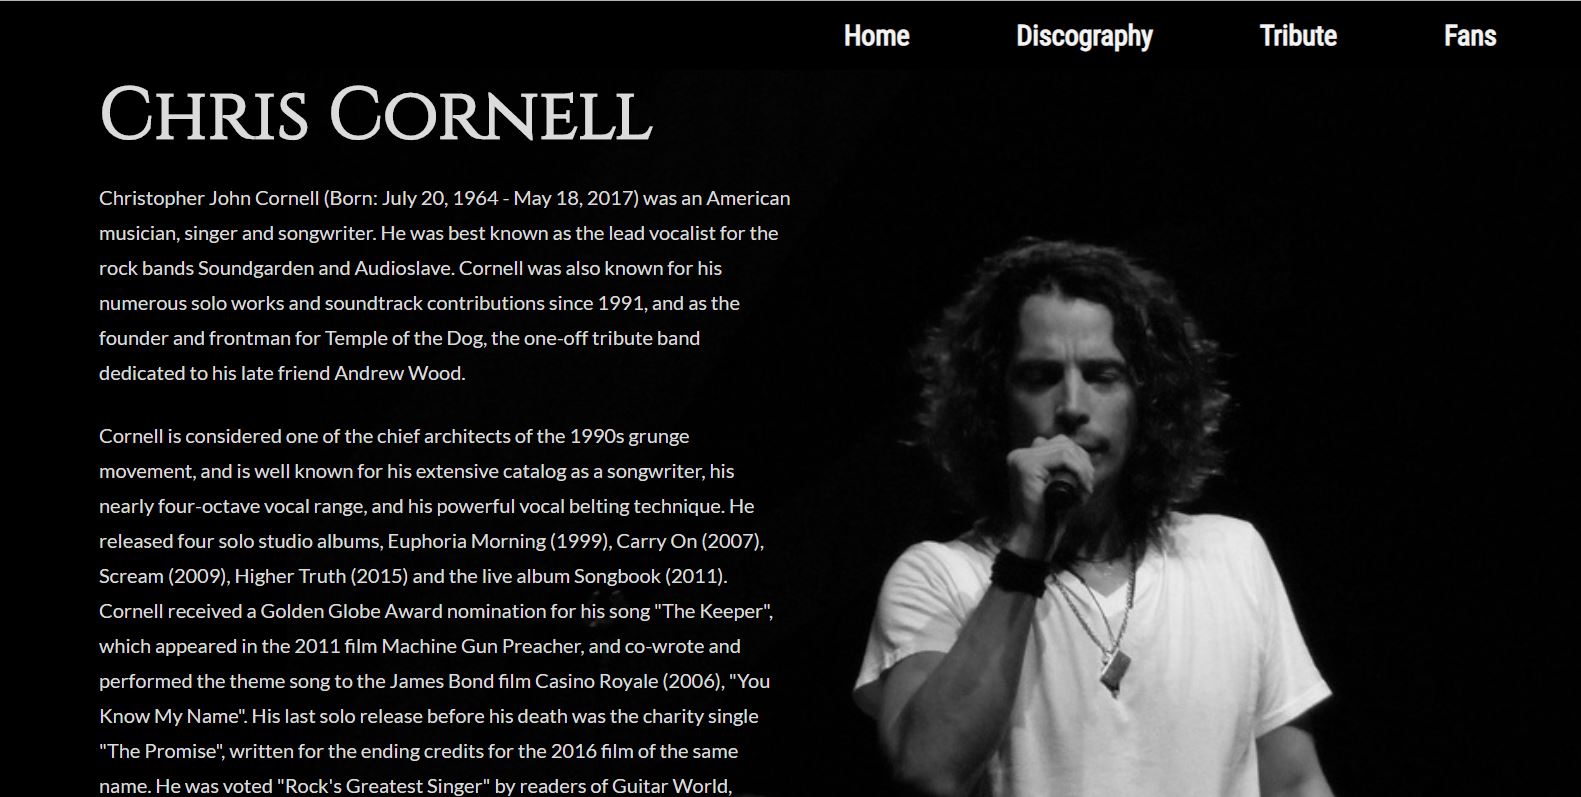 Home Discography Tribute Fans
CHRIS CORNELL
Christopher John Cornell (Born: July 20, 1964 - May 18, 2017) was an American
musician, singer and songwriter. He was best known as the lead vocalist for the
rock bands Soundgarden and Audioslave. Cornell was also known for his
numerous solo works and soundtrack contributions since 1991, and as the
founder and frontman for Temple of the Dog, the one-off tribute band
dedicated to his late friend Andrew Wood.
Cornell is considered one of the chief architects of the 1990s grunge
movement, and is well known for his extensive catalog as a songwriter, his
nearly four-octave vocal range, and his powerful vocal belting technique. He
released four solo studio albums, Euphoria Morning (1999), Carry On (2007),
Scream (2009), Higher Truth (2015) and the live album Songbook (2011).
Cornell received a Golden Globe Award nomination for his song "The Keeper",
which appeared in the 2011 film Machine Gun Preacher, and co-wrote and
performed the theme song to the James Bond film Casino Royale (2006), "You
Know My Name". His last solo release before his death was the charity single
"The Promise", written for the ending credits for the 2016 film of the same
name. He was voted "Rock's Greatest Singer" by readers of Guitar World,